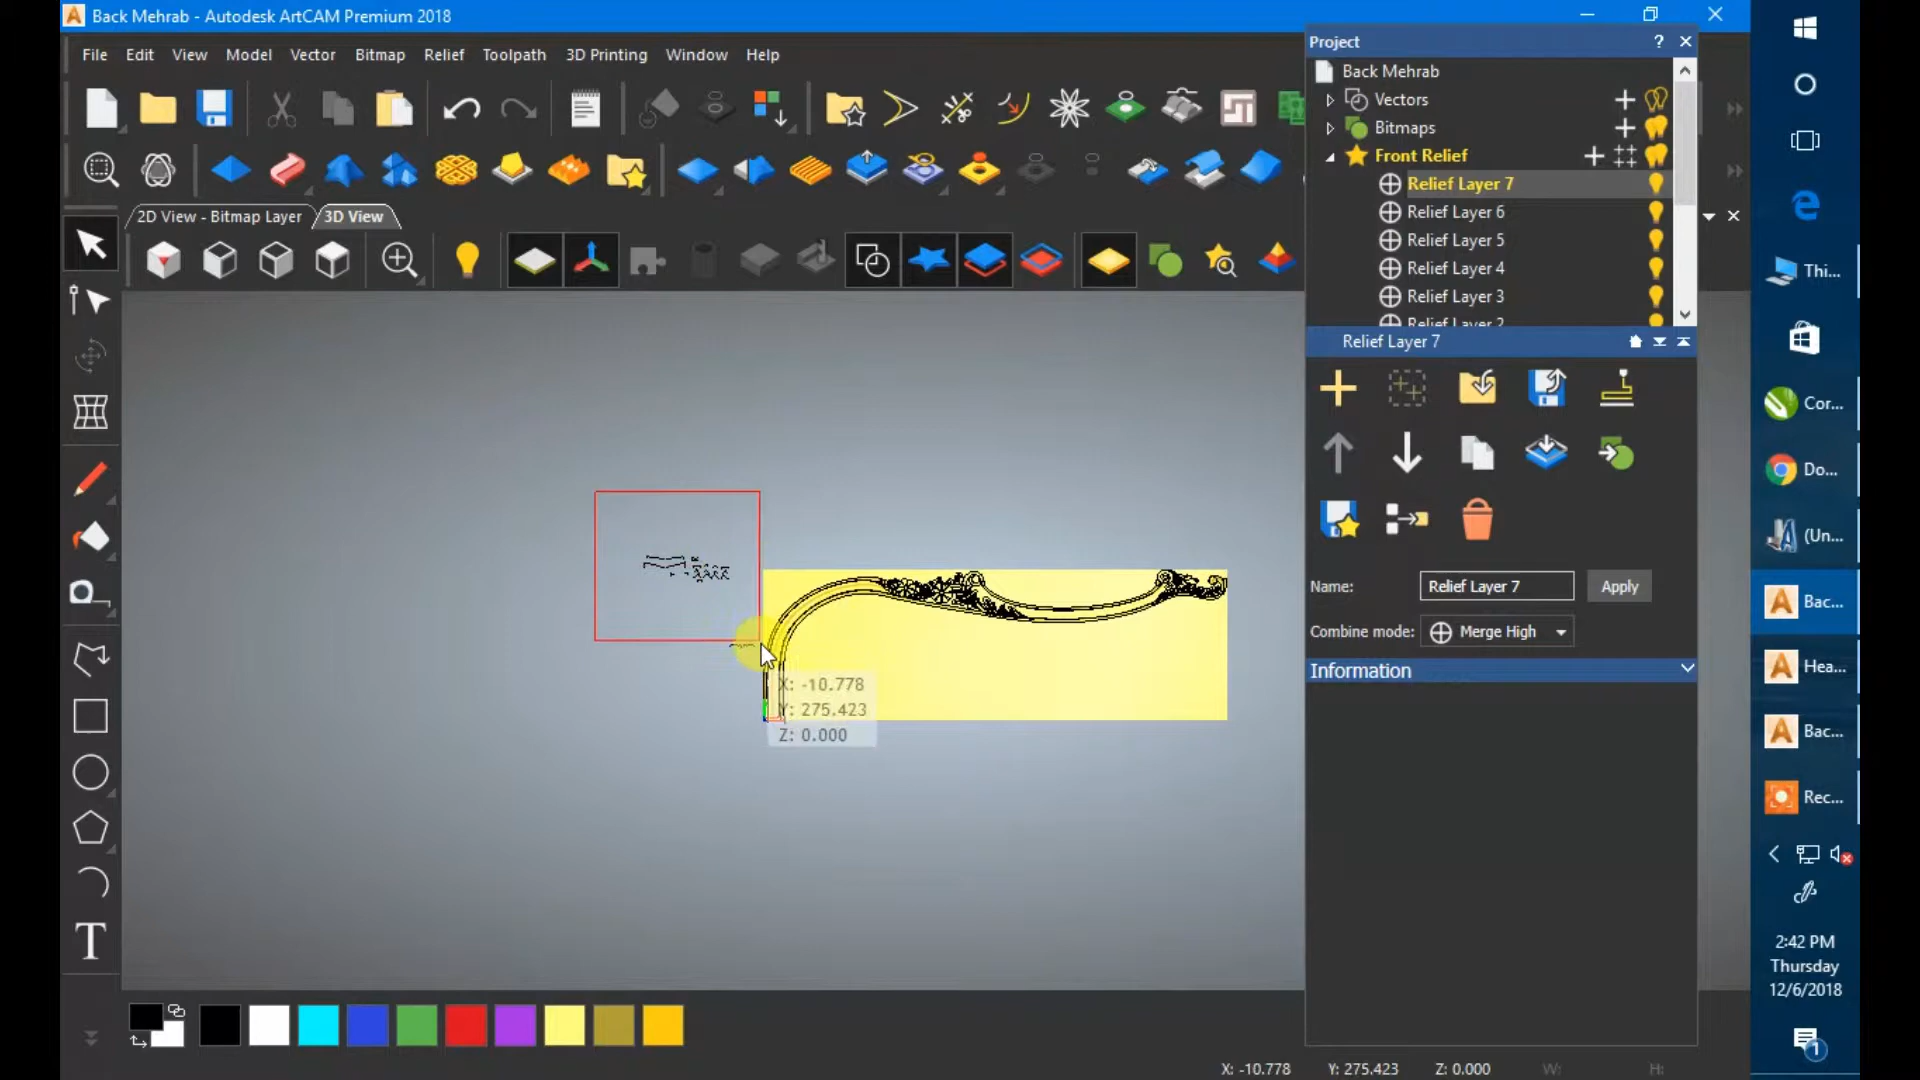 Back Mehrab - Autodesk ArtCAM Premium 2018
File Edit View Model Vector Bitmap Relief Toolpath 3D Printing Window Help
2D View - Bitmap Layer
3D View
Project
?
Back Mehrab
Vectors
Bitmaps
Front Relief
Relief Layer 7
Relief Layer 6
Relief Layer 5
Relief Layer 4
Relief Layer 3
Relief Layer 2
Relief Layer 7
Name: Relief Layer 7 Apply
Combine mode: Merge High
Information
X: -10.778
Y: 275.423
Z: 0.000
T
X: -10.778 Y: 275.423 Z: 0.000 W: H:
Thi...
Cor...
Do...
(Un...
Bac...
Hea...
Bac...
Rec...
2:42 PM
Thursday
12/6/2018
1